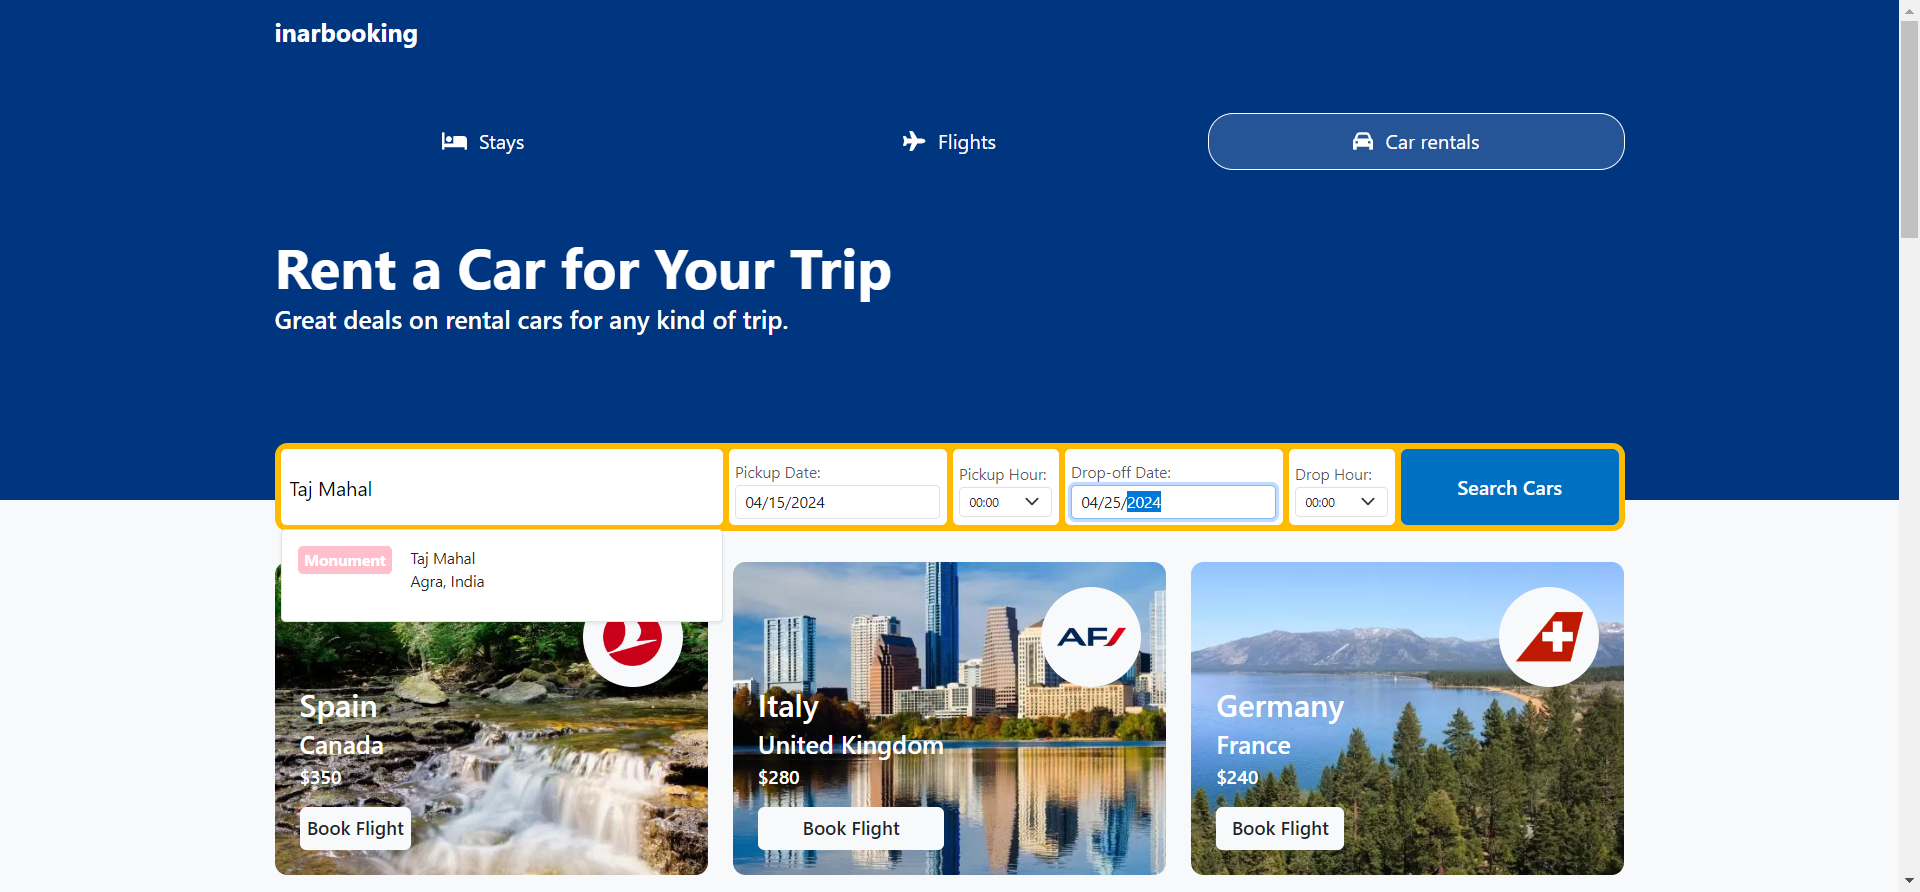 inarbooking
Stays
Flights
Car rentals
Rent a Car for Your Trip
Great deals on rental cars for any kind of trip.
Taj Mahal
Pickup Date:
04/15/2024
Pickup Hour:
00:00
Drop-off Date:
04/25/2024
Drop Hour:
00:00
Search Cars
Monument
Taj Mahal
Agra, India
Spain
Canada
$350
Book Flight
AF
Italy
United Kingdom
$280
Book Flight
Germany
France
$240
Book Flight